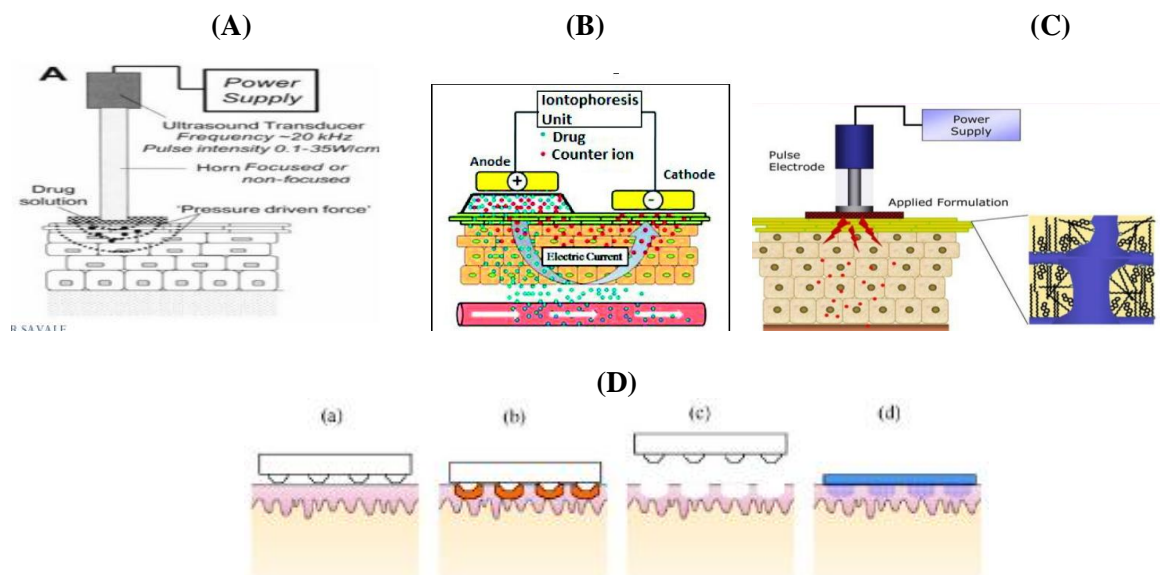 (A)
(B)
(C)
A
Power
Supply
Ultrasound Transducer
Frequency ~20 kHz
Pulse intensity 0.1-35W/cm
Horn Focused or
non-focused
Drug
solution
'Pressure driven force'
R SAVALE
Iontophoresis
Unit
Drug
Counter ion
Anode
+
Cathode
-
Electric Current
Power
Supply
Pulse
Electrode
Applied Formulation
(D)
(a)
(b)
(c)
(d)